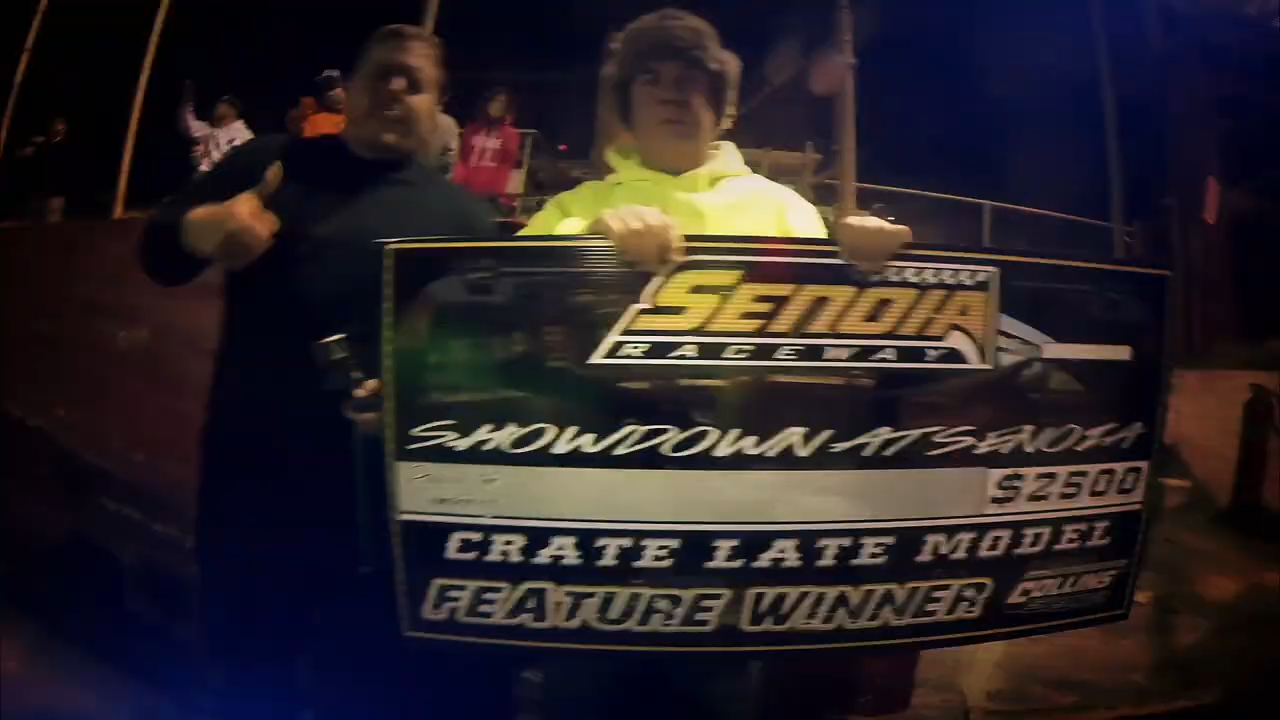 SENOIA
RACEWAY
SHOWDOWN AT SENOIA
$2500
CRATE LATE MODEL
FEATURE WINNER
COLLINS